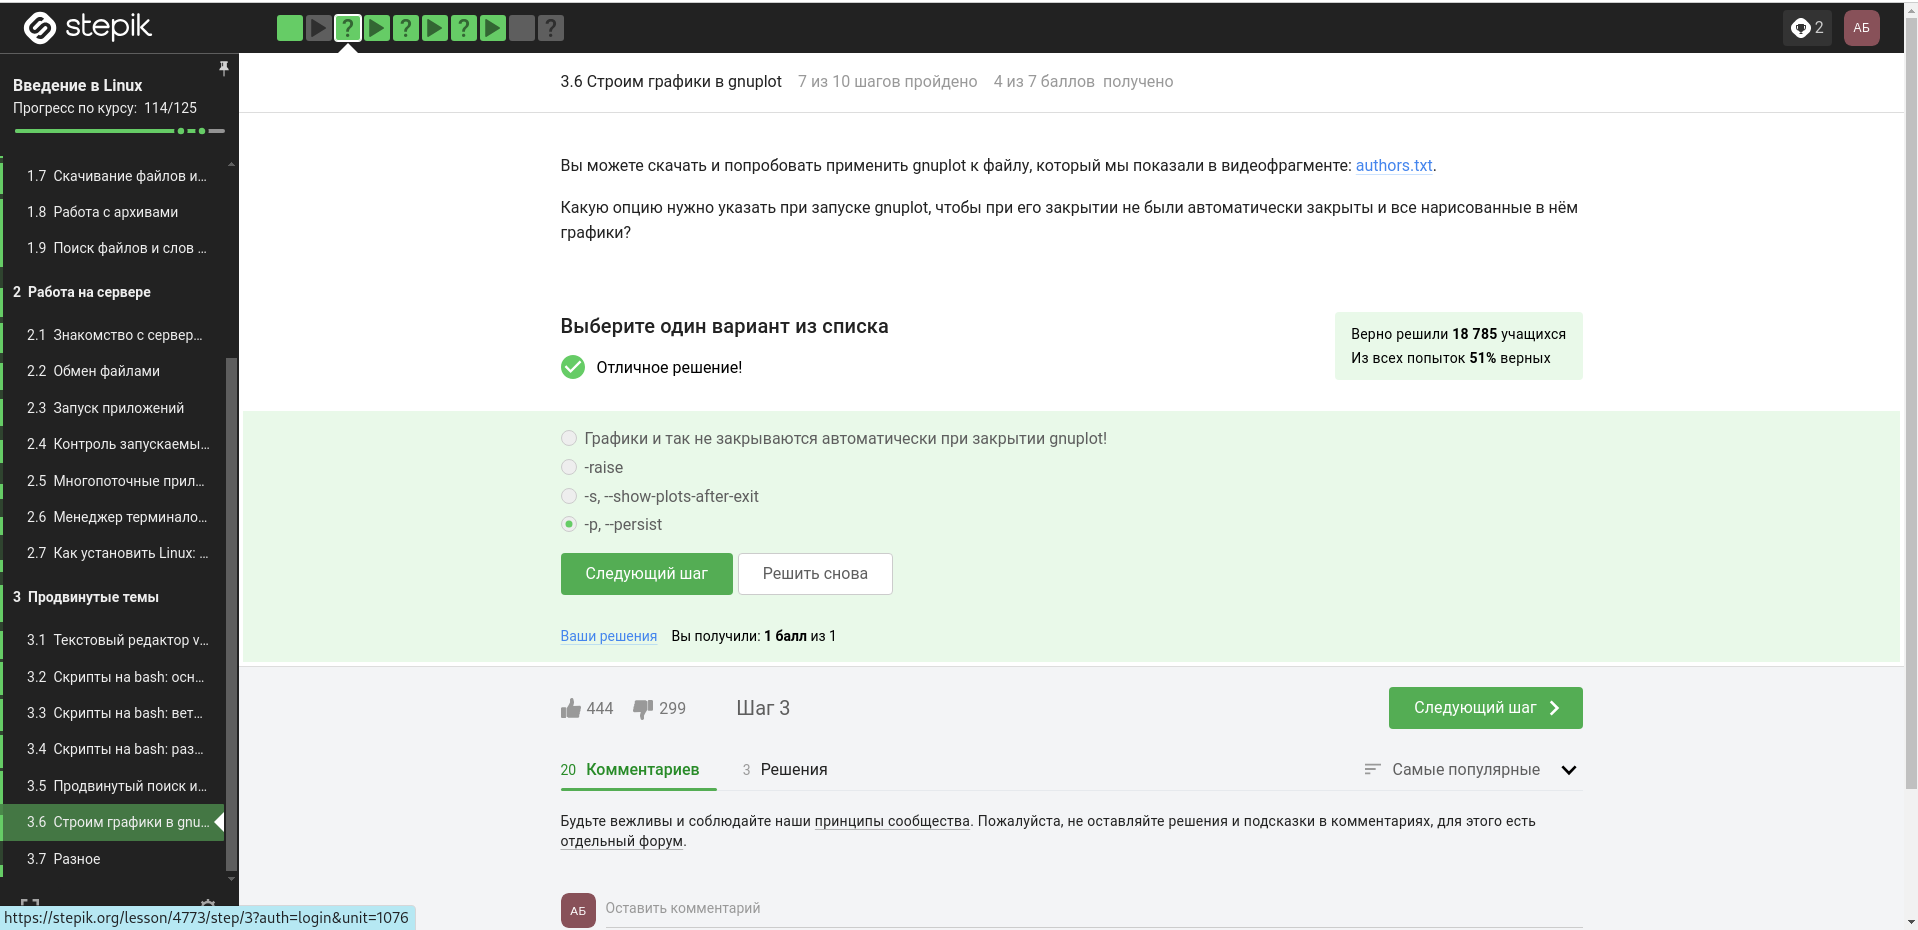 stepik
?
?
?
?
2
АБ
Введение в Linux
Прогресс по курсу: 114/125
1.7 Скачивание файлов и...
1.8 Работа с архивами
1.9 Поиск файлов и слов ...
2 Работа на сервере
2.1 Знакомство с сервер...
2.2 Обмен файлами
2.3 Запуск приложений
2.4 Контроль запускаемы...
2.5 Многопоточные прил...
2.6 Менеджер терминало...
2.7 Как установить Linux: ...
3 Продвинутые темы
3.1 Текстовый редактор v...
3.2 Скрипты на bash: осн...
3.3 Скрипты на bash: вет...
3.4 Скрипты на bash: раз...
3.5 Продвинутый поиск и...
3.6 Строим графики в gnu...
3.7 Разное
https://stepik.org/lesson/4773/step/3?auth=login&unit=1076
3.6 Строим графики в gnuplot 7 из 10 шагов пройдено 4 из 7 баллов получено
Вы можете скачать и попробовать применить gnuplot к файлу, который мы показали в видеофрагменте: authors.txt.
Какую опцию нужно указать при запуске gnuplot, чтобы при его закрытии не были автоматически закрыты и все нарисованные в нём
графики?
Выберите один вариант из списка
Отличное решение!
Верно решили 18 785 учащихся
Из всех попыток 51% верных
Графики и так не закрываются автоматически при закрытии gnuplot!
-raise
-s, --show-plots-after-exit
-p, --persist
Следующий шаг
Решить снова
Ваши решения Вы получили: 1 балл из 1
444 299 Шаг 3
Следующий шаг
20 Комментариев 3 Решения
Самые популярные
Будьте вежливы и соблюдайте наши принципы сообщества. Пожалуйста, не оставляйте решения и подсказки в комментариях, для этого есть
отдельный форум.
АБ
Оставить комментарий